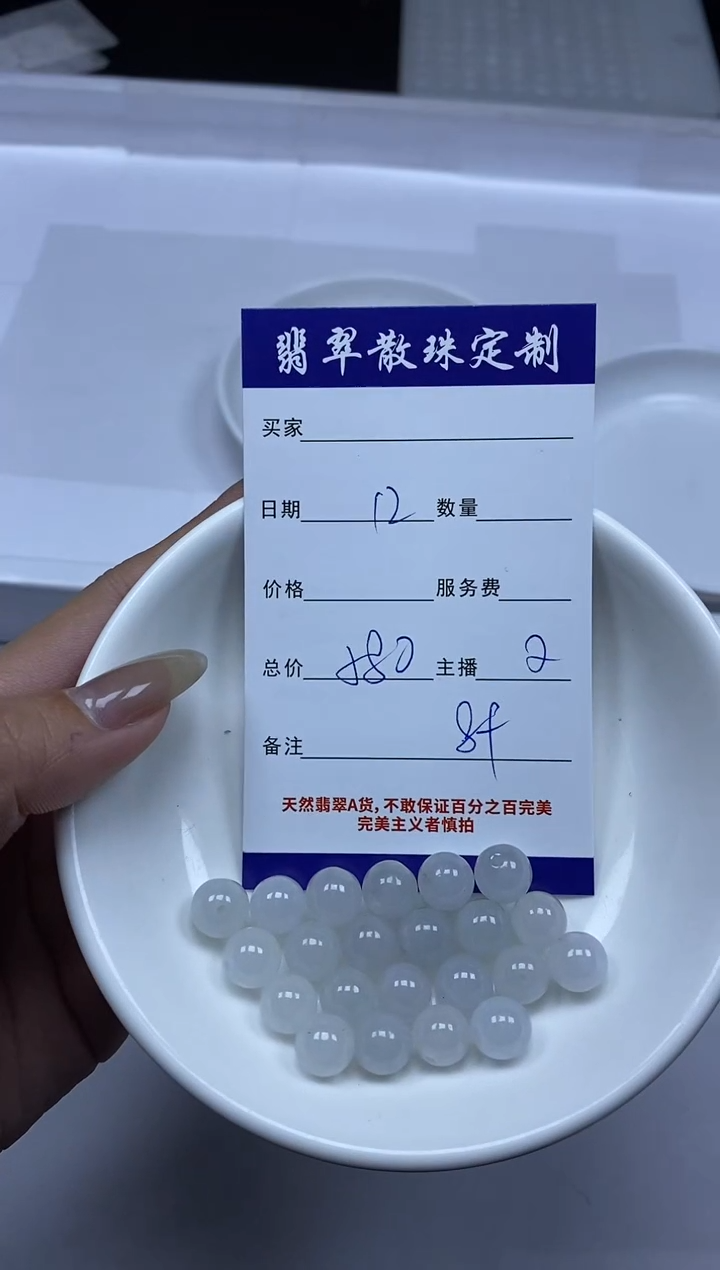 翡翠散珠定制
买家
日期 12 数量
价格 服务费
总价 主播 2
备注 84
天然翡翠A货，不敢保证百分之百完美
完美主义者慎拍